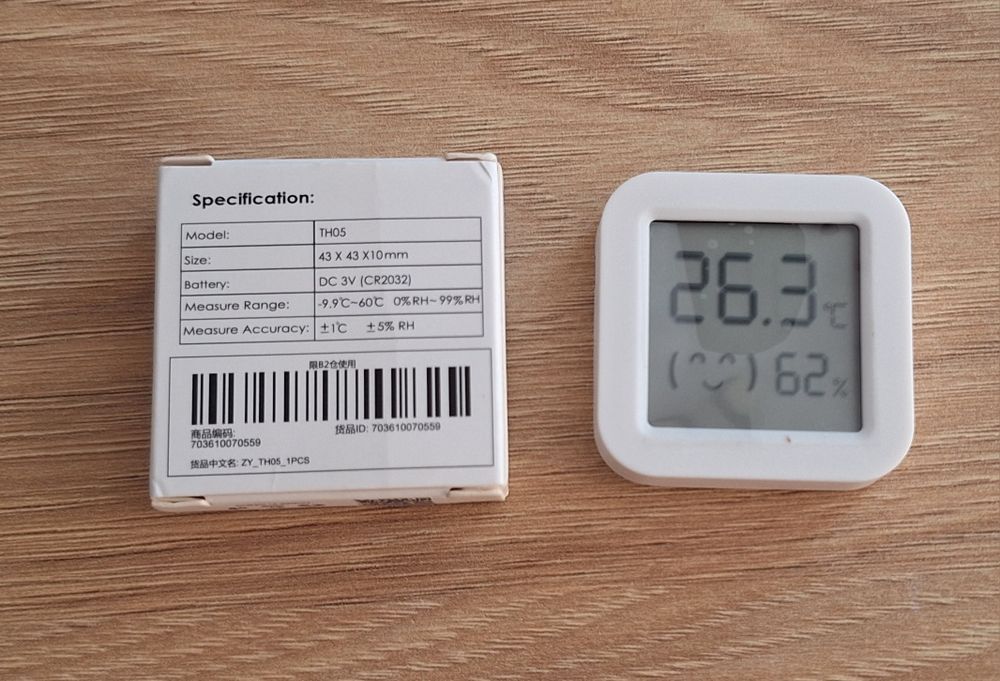 Specification:
Model: TH05
Size: 43 X 43 X10mm
Battery: DC 3V (CR2032)
Measure Range: -9.9℃~60℃ 0%RH~99%RH
Measure Accuracy: ±1℃ ±5% RH
限B2仓使用
商品编码: 货品ID: 703610070559
703610070559
货品中文名: ZY_TH05_1PCS
26.3℃
(^‿^) 62%